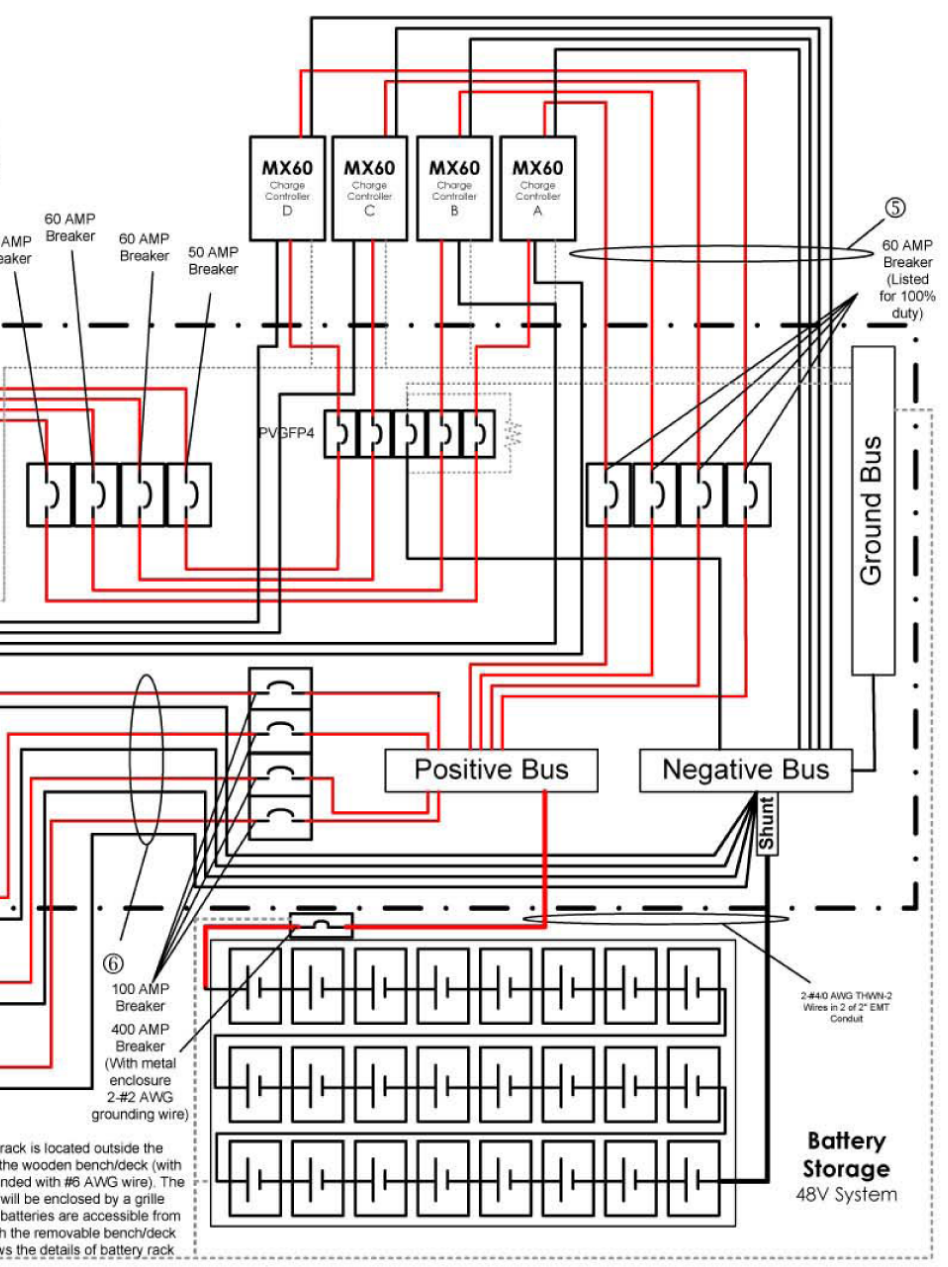 MX60
Charge
Controller
D
MX60
Charge
Controller
C
MX60
Charge
Controller
B
MX60
Charge
Controller
A
AMP
eaker
60 AMP
Breaker
60 AMP
Breaker
50 AMP
Breaker
⑤
60 AMP
Breaker
(Listed
for 100%
duty)
PVGFP4
Ground Bus
Positive Bus
Negative Bus
Shunt
⑥
100 AMP
Breaker
400 AMP
Breaker
(With metal
enclosure
2-#2 AWG
grounding wire)
2-#4/0 AWG THWN-2
Wires in 2 of 2" EMT
Conduit
rack is located outside the
the wooden bench/deck (with
nded with #6 AWG wire). The
will be enclosed by a grille
batteries are accessible from
h the removable bench/deck
ws the details of battery rack
Battery
Storage
48V System